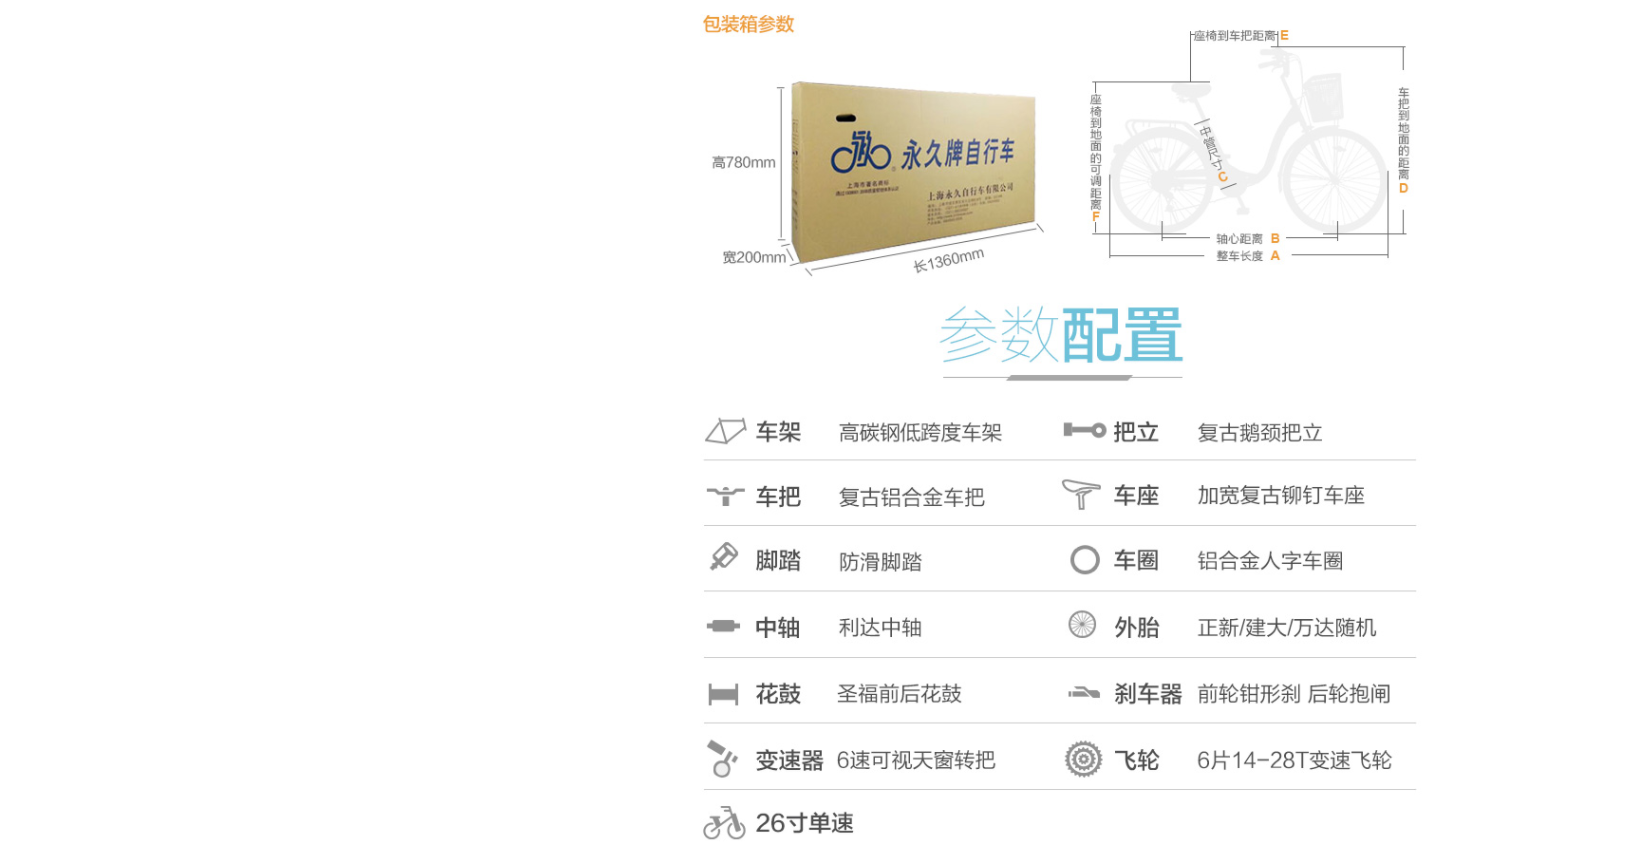 包装箱参数
座椅到车把距离 E
高780mm
宽200mm
长1360mm
永久牌自行车
上海永久自行车有限公司
座椅到地面的可调距离 F
中管尺寸 C
车把到地面的距离 D
轴心距离 B
整车长度 A
参数配置
车架 高碳钢低跨度车架 把立 复古鹅颈把立
车把 复古铝合金车把 车座 加宽复古铆钉车座
脚踏 防滑脚踏 车圈 铝合金人字车圈
中轴 利达中轴 外胎 正新/建大/万达随机
花鼓 圣福前后花鼓 刹车器 前轮钳形刹 后轮抱闸
变速器 6速可视天窗转把 飞轮 6片14-28T变速飞轮
26寸单速